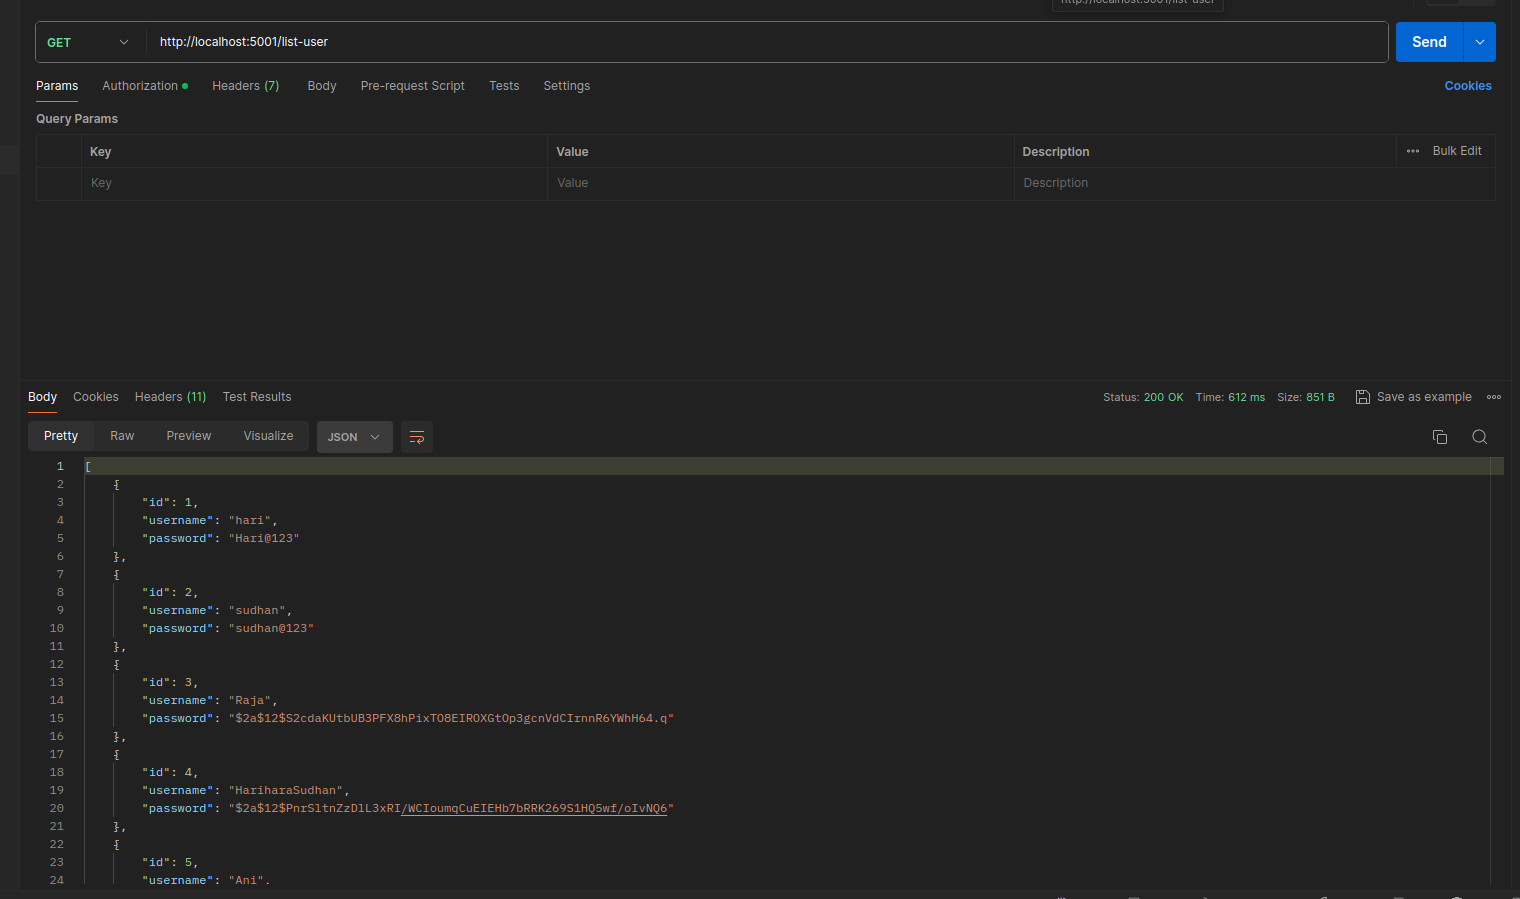 http://localhost:5001/list-user
GET
http://localhost:5001/list-user
Send
Params Authorization Headers (7) Body Pre-request Script Tests Settings Cookies
Query Params
Key Value Description Bulk Edit
Key Value Description
Body Cookies Headers (11) Test Results Status: 200 OK Time: 612 ms Size: 851 B Save as example
Pretty Raw Preview Visualize JSON
1 [
2 {
3 "id": 1,
4 "username": "hari",
5 "password": "Hari@123"
6 },
7 {
8 "id": 2,
9 "username": "sudhan",
10 "password": "sudhan@123"
11 },
12 {
13 "id": 3,
14 "username": "Raja",
15 "password": "$2a$12$S2cdaKUtbUB3PFX8hPixTO8EIROXGtOp3gcnVdCIrnnR6YWhH64.q"
16 },
17 {
18 "id": 4,
19 "username": "HariharaSudhan",
20 "password": "$2a$12$PnrSltnZzDlL3xRI/WCIoumqCuEIEHb7bRRK269S1HQ5wf/oIvNQ6"
21 },
22 {
23 "id": 5,
24 "username": "Ani",